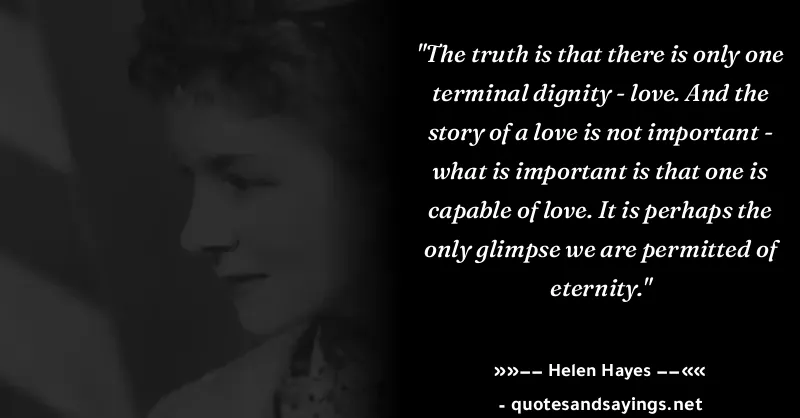 "The truth is that there is only one
terminal dignity - love. And the
story of a love is not important -
what is important is that one is
capable of love. It is perhaps the
only glimpse we are permitted of
eternity."
»»−− Helen Hayes −−««
- quotesandsayings.net